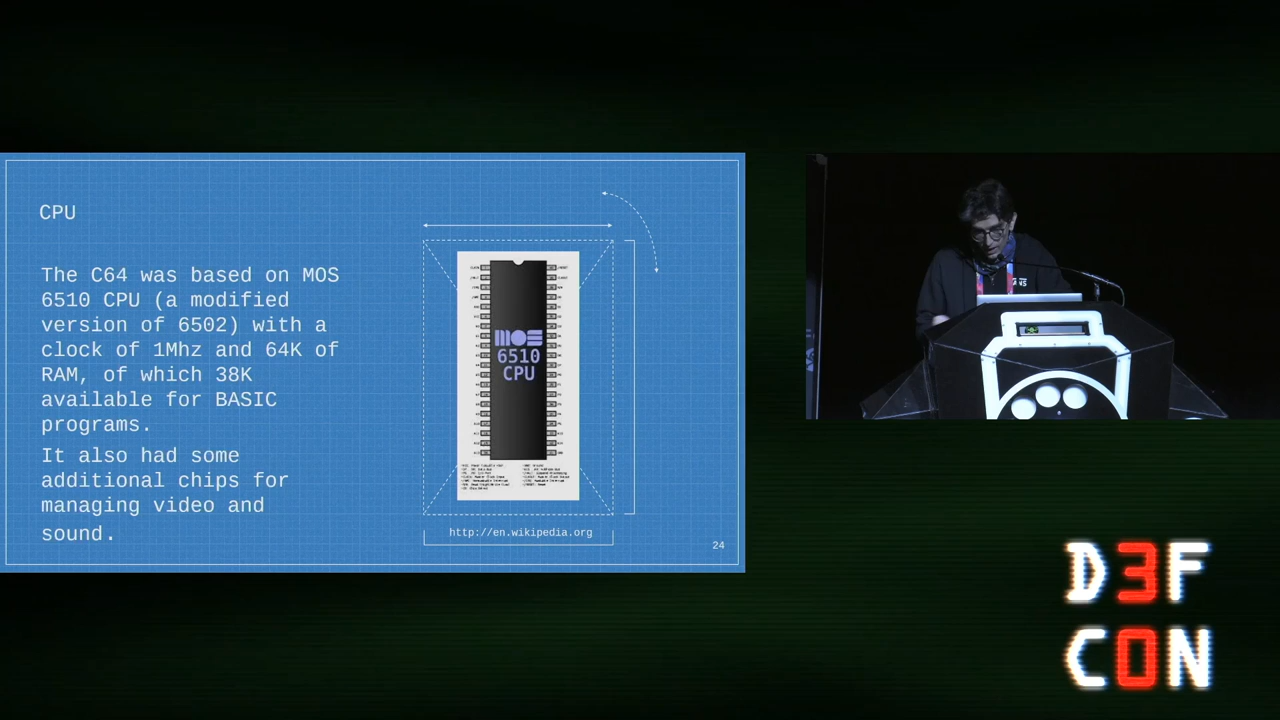 CPU
The C64 was based on MOS
6510 CPU (a modified
version of 6502) with a
clock of 1Mhz and 64K of
RAM, of which 38K
available for BASIC
programs.
It also had some
additional chips for
managing video and
sound.
MOS
6510
CPU
http://en.wikipedia.org
24
D3F
C0N